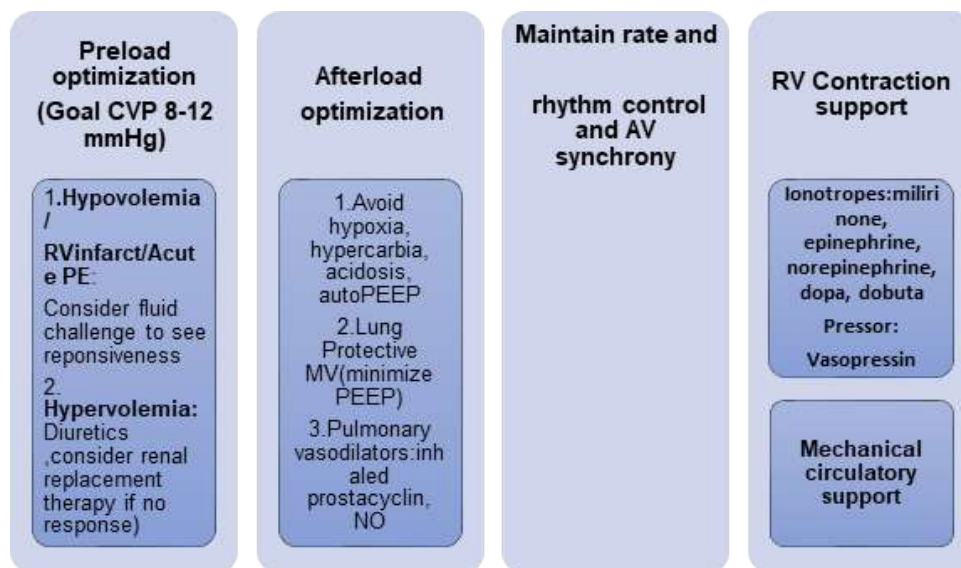 Preload
optimization
(Goal CVP 8-12
mmHg)
1.Hypovolemia
/
RVinfarct/Acut
e PE:
Consider fluid
challenge to see
reponsiveness
2.
Hypervolemia:
Diuretics
,consider renal
replacement
therapy if no
response)
Afterload
optimization
1.Avoid
hypoxia,
hypercarbia,
acidosis,
autoPEEP
2.Lung
Protective
MV(minimize
PEEP)
3.Pulmonary
vasodilators:inh
aled
prostacyclin,
NO
Maintain rate and
rhythm control
and AV
synchrony
RV Contraction
support
Ionotropes:miliri
none,
epinephrine,
norepinephrine,
dopa, dobuta
Pressor:
Vasopressin
Mechanical
circulatory
support